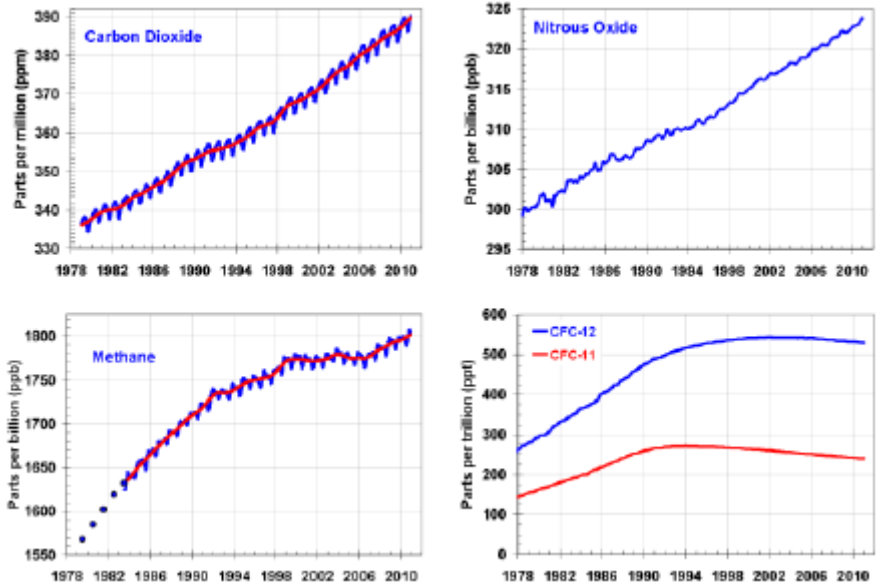 Carbon Dioxide
Parts per million (ppm)
390
380
370
360
350
340
330
1978 1982 1986 1990 1994 1998 2002 2006 2010
Nitrous Oxide
Parts per billion (ppb)
325
320
315
310
305
300
295
1978 1982 1986 1990 1994 1998 2002 2006 2010
Methane
Parts per billion (ppb)
1800
1750
1700
1650
1600
1550
1978 1982 1986 1990 1994 1998 2002 2006 2010
CFC-12
CFC-11
Parts per trillion (ppt)
600
500
400
300
200
100
0
1978 1982 1986 1990 1994 1998 2002 2006 2010